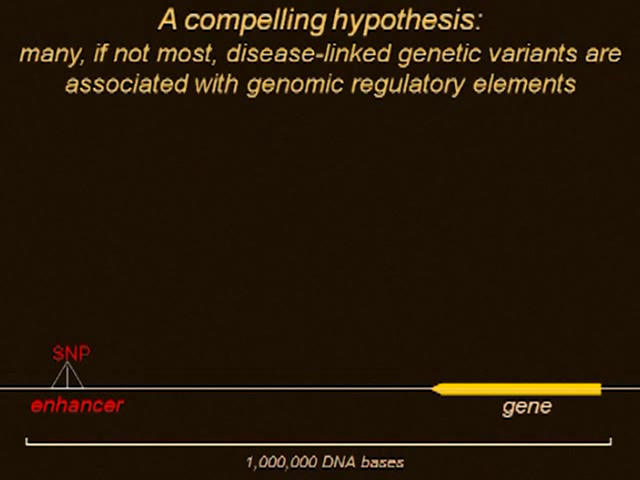 A compelling hypothesis:
many, if not most, disease-linked genetic variants are
associated with genomic regulatory elements
SNP
enhancer
gene
1,000,000 DNA bases